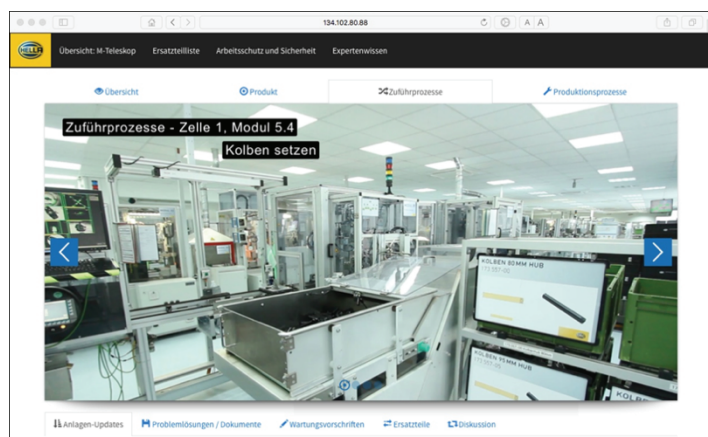 134.102.80.88
A A
HELLA
Übersicht: M-Teleskop Ersatzteilliste Arbeitsschutz und Sicherheit Expertenwissen
Übersicht Produkt Zuführprozesse Produktionsprozesse
Zuführprozesse - Zelle 1, Modul 5.4
Kolben setzen
KOLBEN 80MM HUB
KOLBEN 95MM HUB
Anlagen-Updates Problemlösungen / Dokumente Wartungsvorschriften Ersatzteile Diskussion